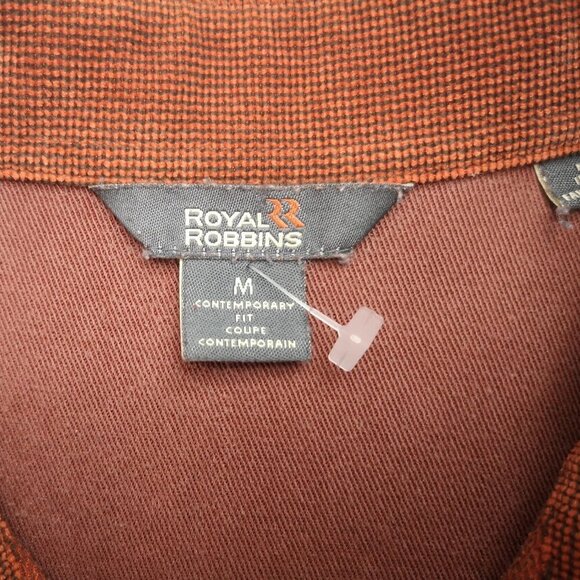 ROYAL
ROBBINS
M
CONTEMPORARY
FIT
COUPE
CONTEMPORAIN